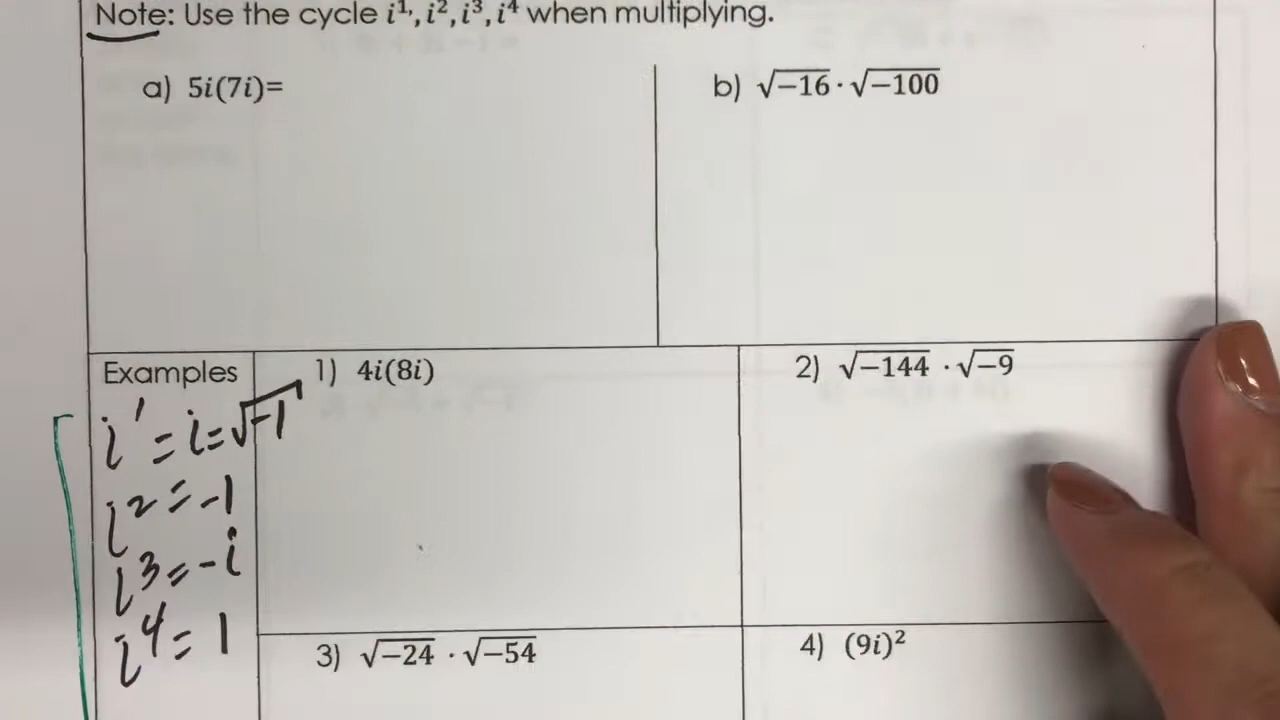 Note: Use the cycle i¹, i², i³, i⁴ when multiplying.
a) 5i(7i)=
b) √−16 · √−100
Examples
1) 4i(8i)
2) √−144 · √−9
i¹ = i = √-1
i² = -1
i³ = -i
i⁴ = 1
3) √−24 · √−54
4) (9i)²